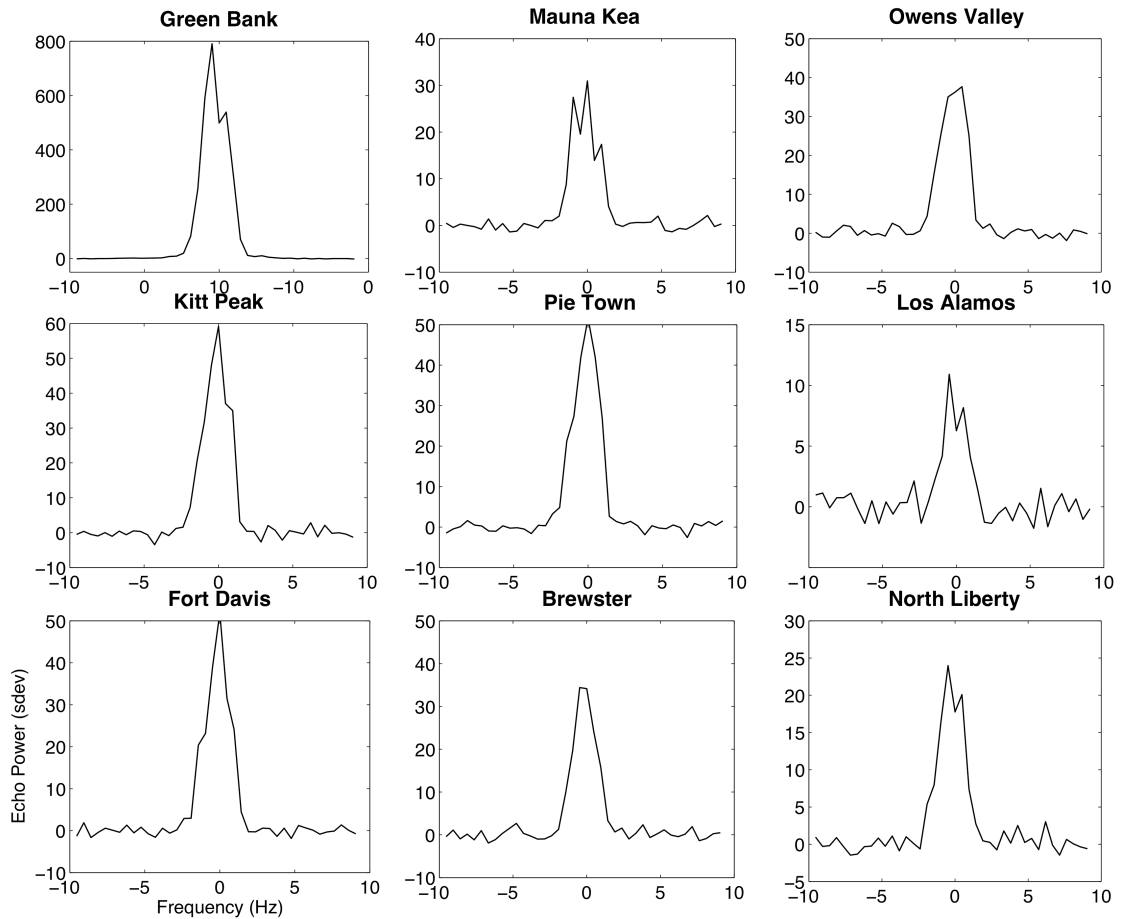 Green Bank
800
600
400
200
0
−10 0 10 −10 0
Mauna Kea
40
30
20
10
0
−10
−10 −5 0 5 10
Owens Valley
50
40
30
20
10
0
−10
−10 −5 0 5 10
Kitt Peak
60
50
40
30
20
10
0
−10
−10 −5 0 5 10
Pie Town
50
40
30
20
10
0
−10
−10 −5 0 5 10
Los Alamos
15
10
5
0
−10 −5 0 5 10
Fort Davis
50
40
30
20
10
0
−10
−10 −5 0 5 10
Echo Power (sdev)
Frequency (Hz)
Brewster
50
40
30
20
10
0
−10
−10 −5 0 5 10
North Liberty
30
25
20
15
10
5
0
−5
−10 −5 0 5 10